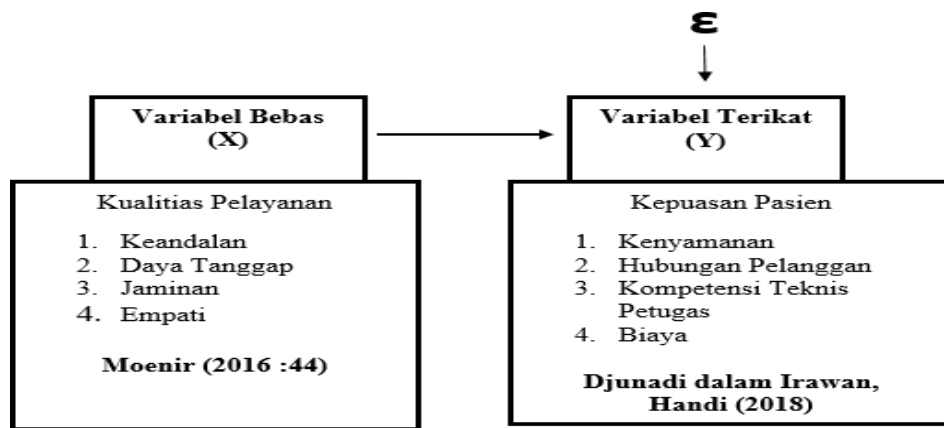 ε
Variabel Bebas
(X)
Variabel Terikat
(Y)
Kualitias Pelayanan
1. Keandalan
2. Daya Tanggap
3. Jaminan
4. Empati
Moenir (2016 :44)
Kepuasan Pasien
1. Kenyamanan
2. Hubungan Pelanggan
3. Kompetensi Teknis
Petugas
4. Biaya
Djunadi dalam Irawan,
Handi (2018)